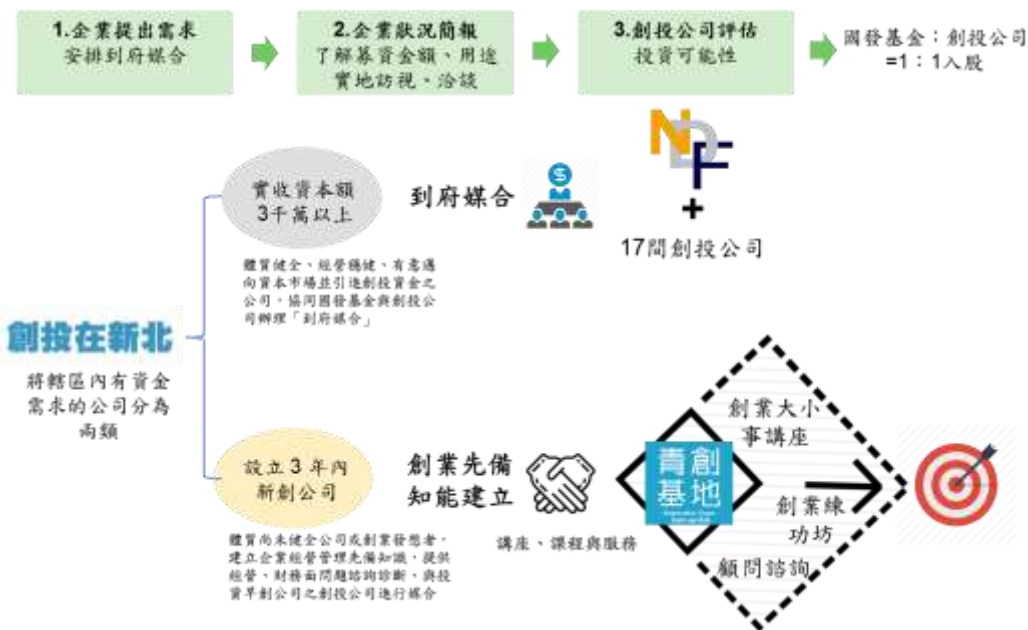 1.企業提出需求
安排到府媒合
2.企業狀況簡報
了解募資金額、用途
實地訪視、洽談
3.創投公司評估
投資可能性
國發基金：創投公司
=1：1入股
NDF
+
17間創投公司
實收資本額
3千萬以上
到府媒合
體質健全、經營穩健、有意邁
向資本市場並引進創投資金之
公司，協同國發基金與創投公
司辦理「到府媒合」
創投在新北
將轄區內有資金
需求的公司分為
兩類
設立 3 年內
新創公司
創業先備
知能建立
體質尚未健全公司或創業發想者，
建立企業經營管理先備知識，提供
經營、財務面問題諮詢診斷，與投
資早創公司之創投公司進行媒合
講座、課程與服務
青創
基地
創業大小
事講座
創業練
功坊
顧問諮詢